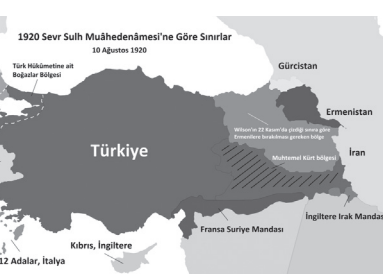 1920 Sevr Sulh Muâhedenâmesi'ne Göre Sınırlar
10 Ağustos 1920
Türk Hükümetine ait
Boğazlar Bölgesi
Gürcistan
Ermenistan
Wilson'ın 22 Kasım'da çizdiği sınıra göre
Ermenilere bırakılması gereken bölge
İran
Türkiye
Muhtemel Kürt bölgesi
İngiltere Irak Mandas
Fransa Suriye Mandası
Kıbrıs, İngiltere
12 Adalar, İtalya